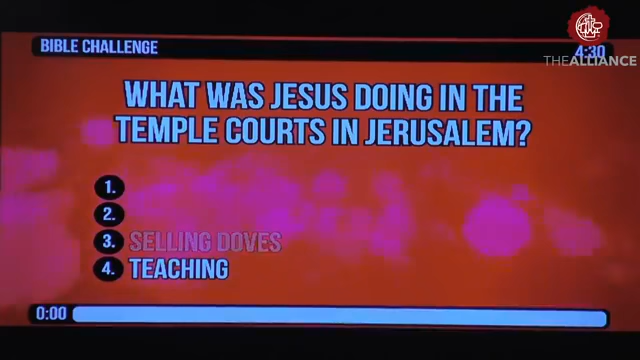 BIBLE CHALLENGE
4:30
THEALLIANCE
WHAT WAS JESUS DOING IN THE
TEMPLE COURTS IN JERUSALEM?
1.
2.
3. SELLING DOVES
4. TEACHING
0:00